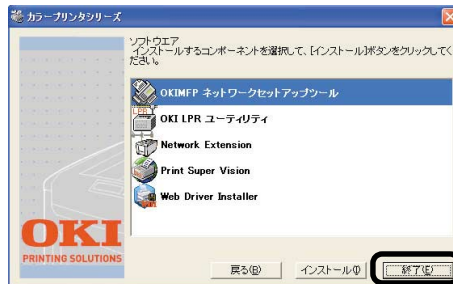 カラープリンタシリーズ
ソフトウエア
インストールするコンポーネントを選択して、[インストール]ボタンをクリックしてく
ださい。
OKIMFP ネットワークセットアップツール
LPR
OKI LPR ユーティリティ
Network Extension
Print Super Vision
Web Driver Installer
OKI
PRINTING SOLUTIONS
戻る(B)
インストール(I)
終了(E)